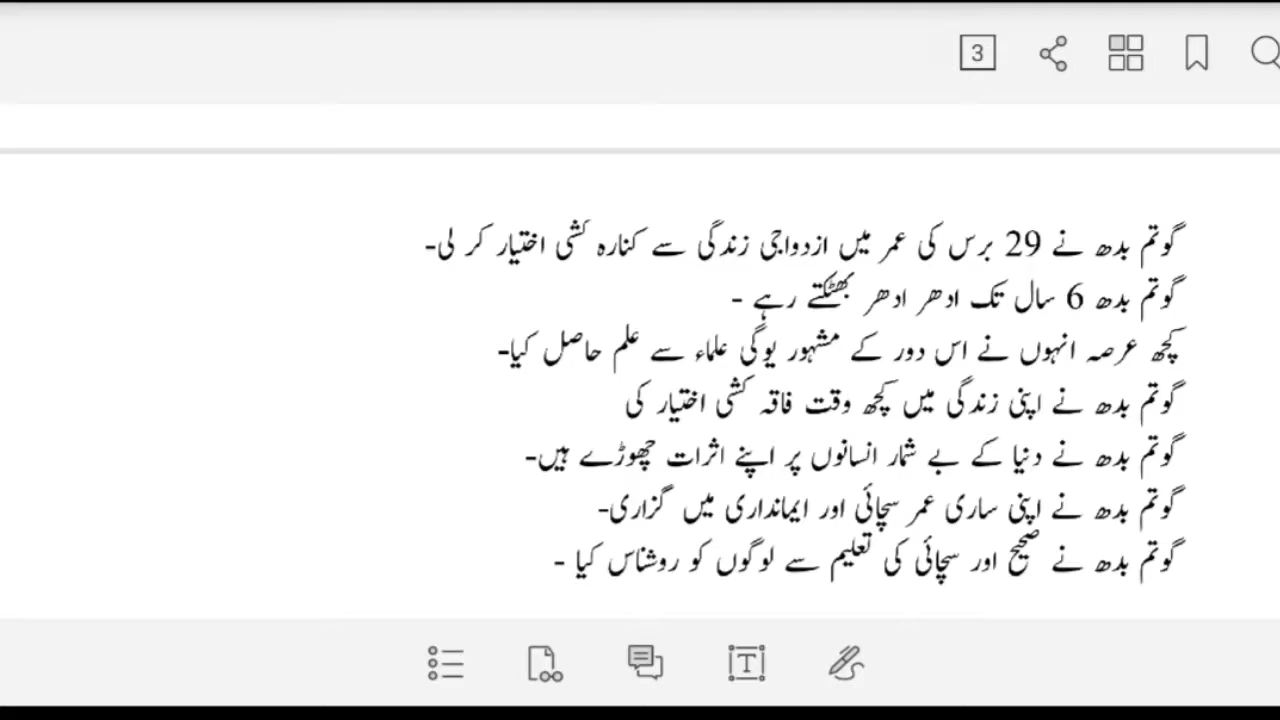 3
گوتم بدھ نے 29 برس کی عمر میں ازدواجی زندگی سے کنارہ کشی اختیار کر لی-
گوتم بدھ 6 سال تک ادھر ادھر بھٹکتے رہے -
کچھ عرصہ انہوں نے اس دور کے مشہور یوگی علماء سے علم حاصل کیا-
گوتم بدھ نے اپنی زندگی میں کچھ وقت فاقہ کشی اختیار کی
گوتم بدھ نے دنیا کے بے شمار انسانوں پر اپنے اثرات چھوڑے ہیں-
گوتم بدھ نے اپنی ساری عمر سچائی اور ایمانداری میں گزاری-
گوتم بدھ نے صحیح اور سچائی کی تعلیم سے لوگوں کو روشناس کیا -
T